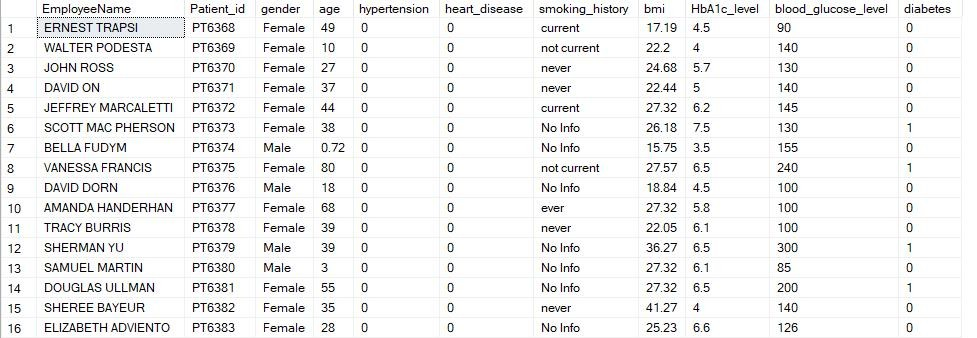 EmployeeName Patient_id gender age hypertension heart_disease smoking_history bmi HbA1c_level blood_glucose_level diabetes
1 ERNEST TRAPSI PT6368 Female 49 0 0 current 17.19 4.5 90 0
2 WALTER PODESTA PT6369 Female 10 0 0 not current 22.2 4 140 0
3 JOHN ROSS PT6370 Female 27 0 0 never 24.68 5.7 130 0
4 DAVID ON PT6371 Female 37 0 0 never 22.44 5 140 0
5 JEFFREY MARCALETTI PT6372 Female 44 0 0 current 27.32 6.2 145 0
6 SCOTT MAC PHERSON PT6373 Female 38 0 0 No Info 26.18 7.5 130 1
7 BELLA FUDYM PT6374 Male 0.72 0 0 No Info 15.75 3.5 155 0
8 VANESSA FRANCIS PT6375 Female 80 0 0 not current 27.57 6.5 240 1
9 DAVID DORN PT6376 Male 18 0 0 No Info 18.84 4.5 100 0
10 AMANDA HANDERHAN PT6377 Female 68 0 0 ever 27.32 5.8 100 0
11 TRACY BURRIS PT6378 Female 39 0 0 never 22.05 6.1 100 0
12 SHERMAN YU PT6379 Male 39 0 0 No Info 36.27 6.5 300 1
13 SAMUEL MARTIN PT6380 Male 3 0 0 No Info 27.32 6.1 85 0
14 DOUGLAS ULLMAN PT6381 Female 55 0 0 No Info 27.32 6.5 200 1
15 SHEREE BAYEUR PT6382 Female 35 0 0 never 41.27 4 140 0
16 ELIZABETH ADVIENTO PT6383 Female 28 0 0 No Info 25.23 6.6 126 0